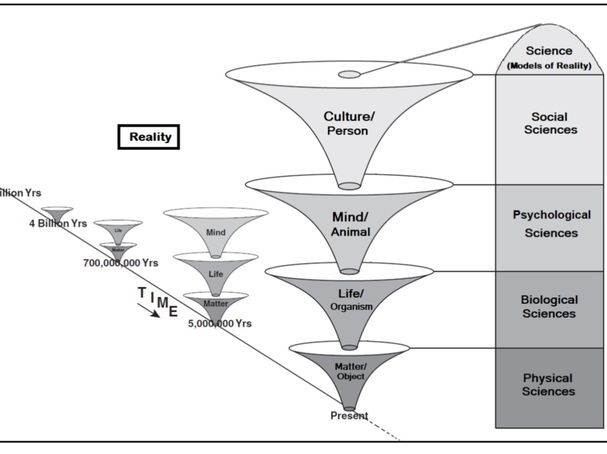 Science
(Models of Reality)
Culture/
Person
Social
Sciences
Reality
illion Yrs
4 Billion Yrs
Life
Matter
700,000,000 Yrs
Mind
Life
Matter
5,000,000 Yrs
TIME
Mind/
Animal
Psychological
Sciences
Life/
Organism
Biological
Sciences
Matter/
Object
Physical
Sciences
Present